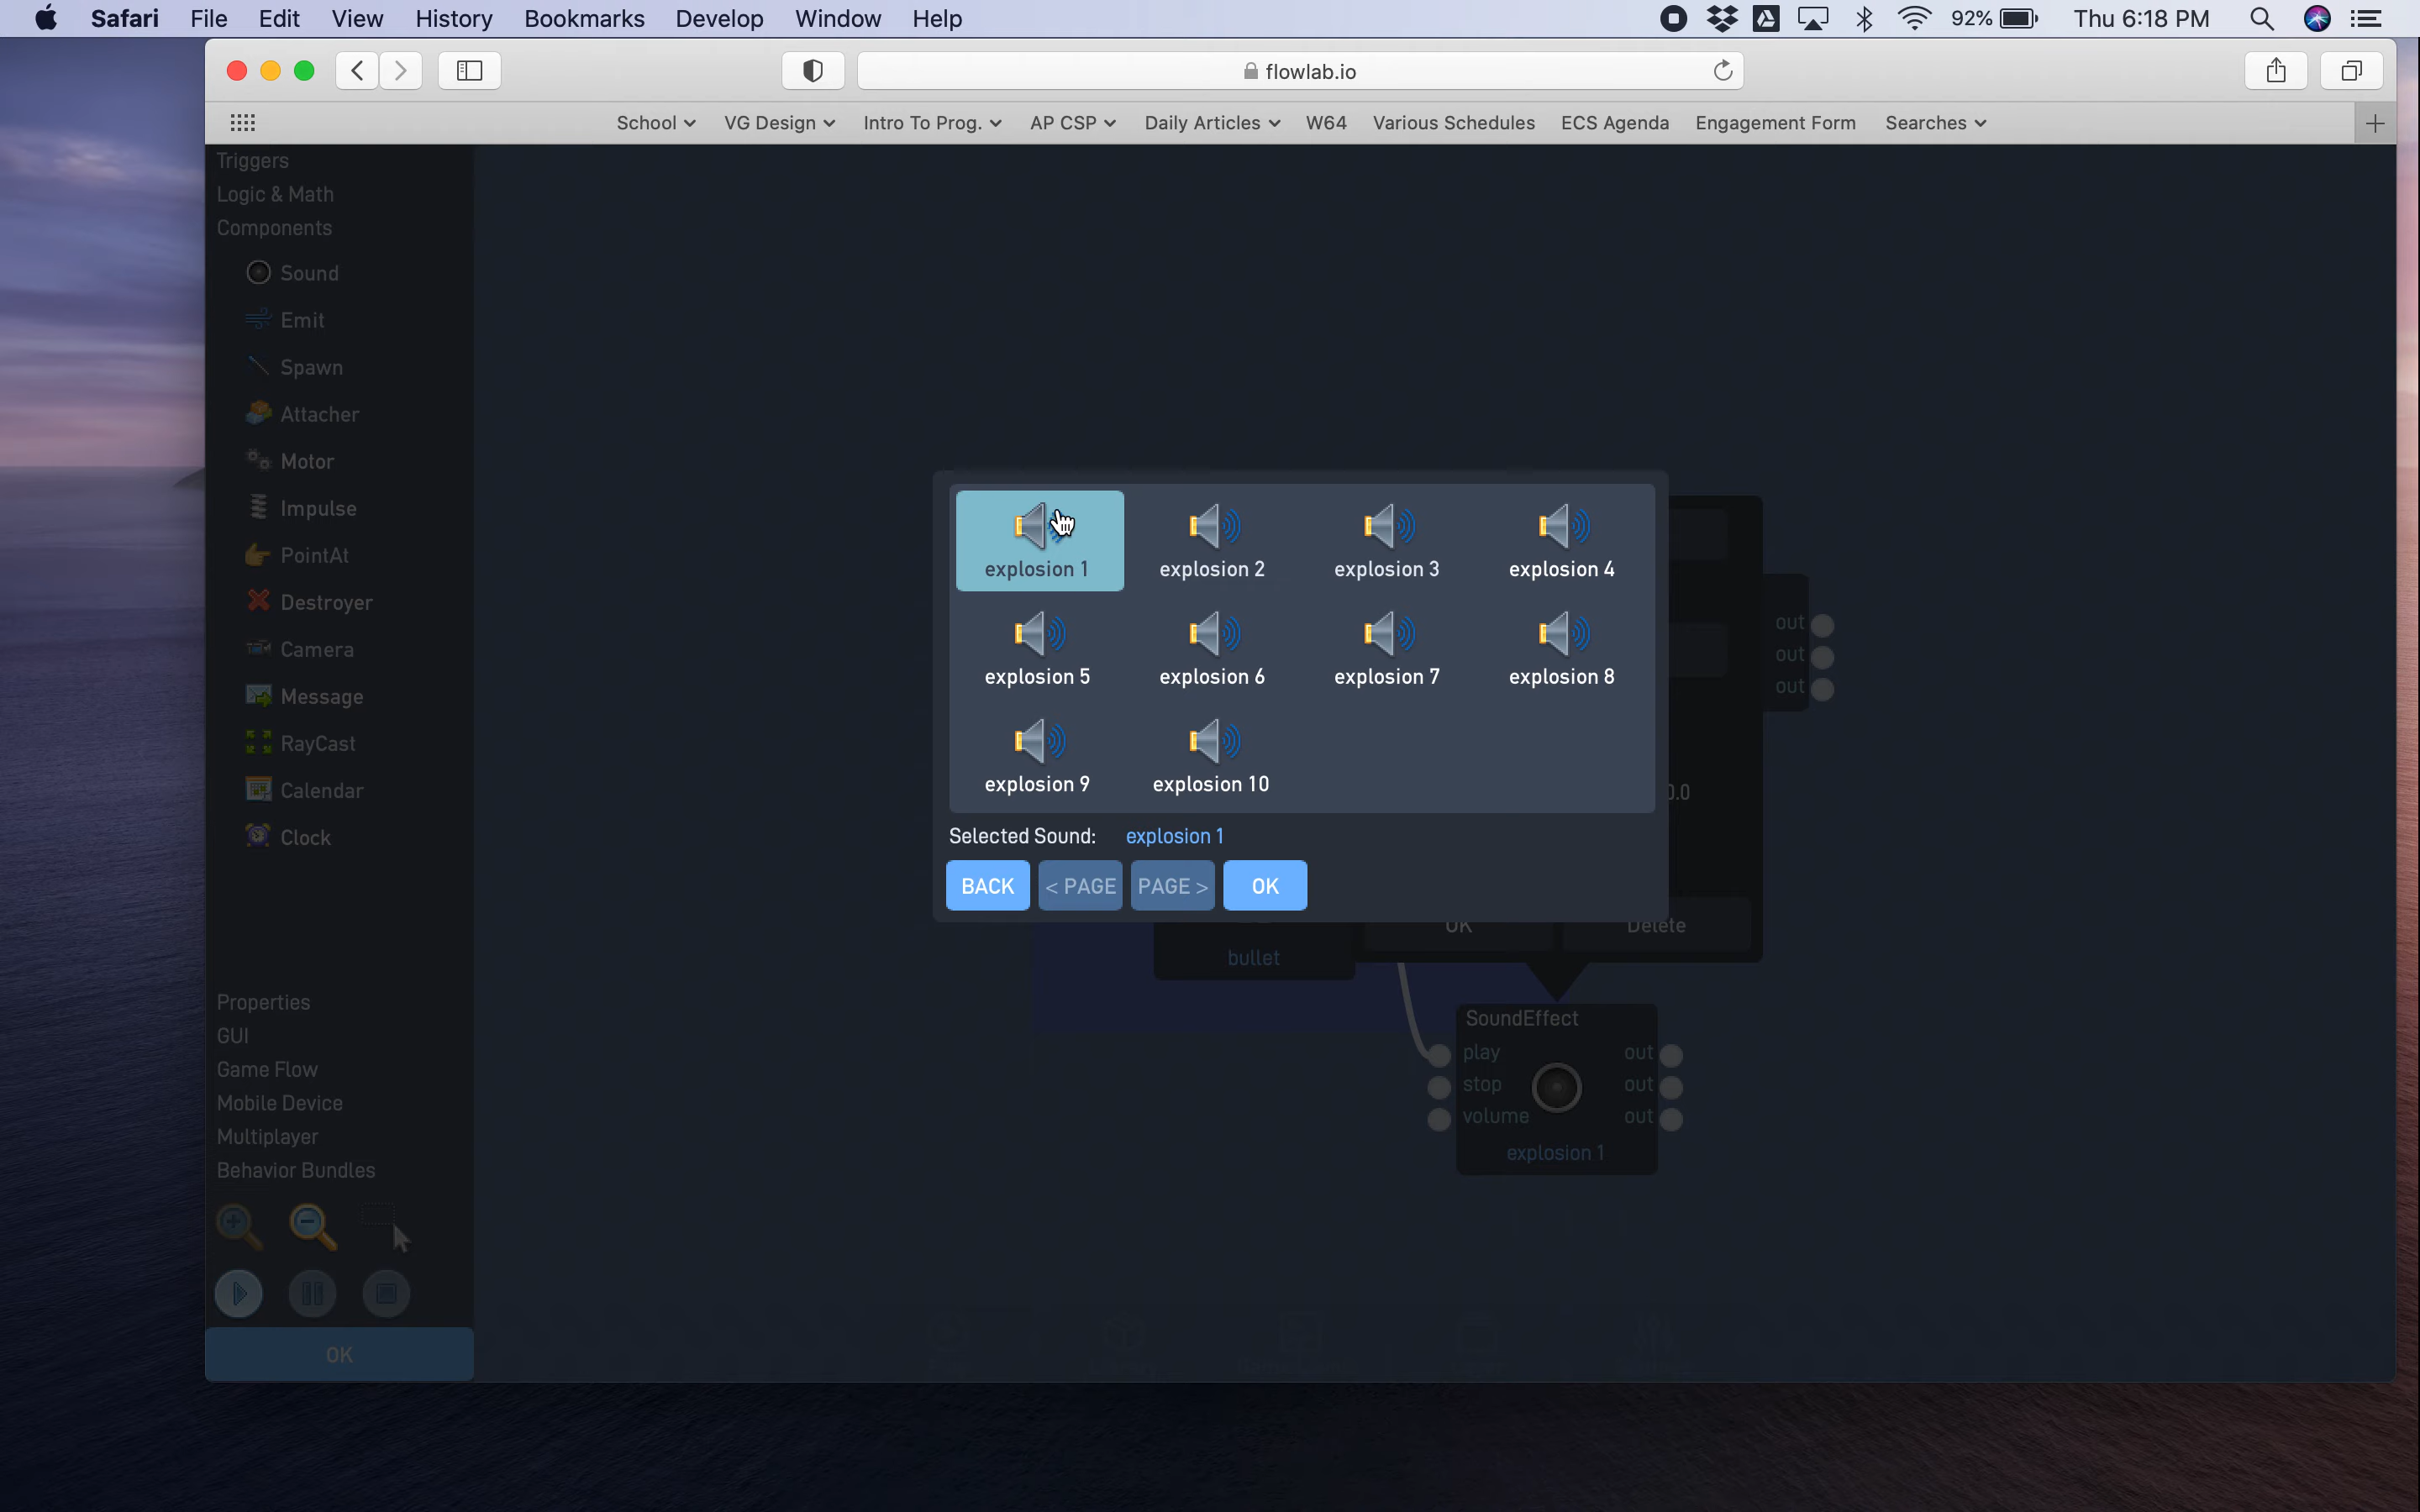 Safari File Edit View History Bookmarks Develop Window Help 92% Thu 6:18 PM
flowlab.io
School VG Design Intro To Prog. AP CSP Daily Articles W64 Various Schedules ECS Agenda Engagement Form Searches
Triggers
Logic & Math
Components
Sound
Emit
Spawn
Attacher
Motor
Impulse
PointAt
Destroyer
Camera
Message
RayCast
Calendar
Clock
Properties
GUI
Game Flow
Mobile Device
Multiplayer
Behavior Bundles
OK
explosion 1 explosion 2 explosion 3 explosion 4
explosion 5 explosion 6 explosion 7 explosion 8
explosion 9 explosion 10
Selected Sound: explosion 1
BACK < PAGE PAGE > OK
out
out
out
0.0
OK Delete
bullet
SoundEffect
play out
stop out
volume out
explosion 1